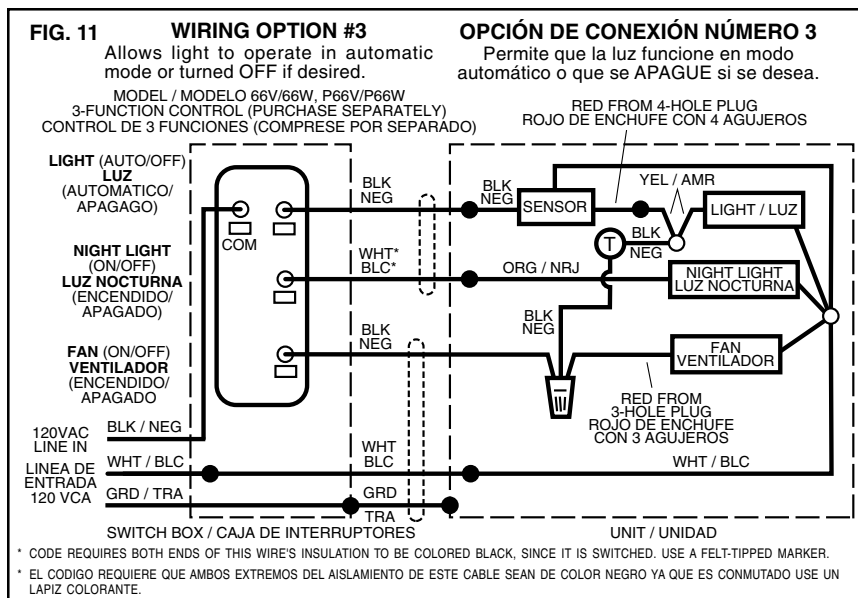 FIG. 11
WIRING OPTION #3
Allows light to operate in automatic
mode or turned OFF if desired.
OPCIÓN DE CONEXIÓN NÚMERO 3
Permite que la luz funcione en modo
automático o que se APAGUE si se desea.
MODEL / MODELO 66V/66W, P66V/P66W
3-FUNCTION CONTROL (PURCHASE SEPARATELY)
CONTROL DE 3 FUNCIONES (COMPRESE POR SEPARADO)
RED FROM 4-HOLE PLUG
ROJO DE ENCHUFE CON 4 AGUJEROS
LIGHT (AUTO/OFF)
LUZ
(AUTOMATICO/
APAGAGO)
COM
BLK
NEG
BLK
NEG
SENSOR
YEL / AMR
LIGHT / LUZ
T
BLK
NEG
NIGHT LIGHT
(ON/OFF)
LUZ NOCTURNA
(ENCENDIDO/
APAGADO)
WHT*
BLC*
ORG / NRJ
NIGHT LIGHT
LUZ NOCTURNA
BLK
NEG
FAN (ON/OFF)
VENTILADOR
(ENCENDIDO/
APAGADO
BLK
NEG
FAN
VENTILADOR
RED FROM
3-HOLE PLUG
ROJO DE ENCHUFE
CON 3 AGUJEROS
120VAC
LINE IN
BLK / NEG
LINEA DE
ENTRADA
120 VCA
WHT / BLC
WHT
BLC
WHT / BLC
GRD / TRA
GRD
TRA
SWITCH BOX / CAJA DE INTERRUPTORES
UNIT / UNIDAD
* CODE REQUIRES BOTH ENDS OF THIS WIRE'S INSULATION TO BE COLORED BLACK, SINCE IT IS SWITCHED. USE A FELT-TIPPED MARKER.
* EL CODIGO REQUIERE QUE AMBOS EXTREMOS DEL AISLAMIENTO DE ESTE CABLE SEAN DE COLOR NEGRO YA QUE ES CONMUTADO USE UN
LAPIZ COLORANTE.